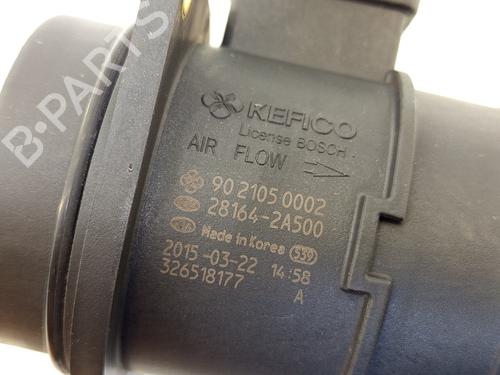 B-PARTS
KEFICO
License BOSCH
AIR FLOW
90 2105 0002
28164-2A500
Made in Korea 539
2015-03-22 14:58
326518177 A